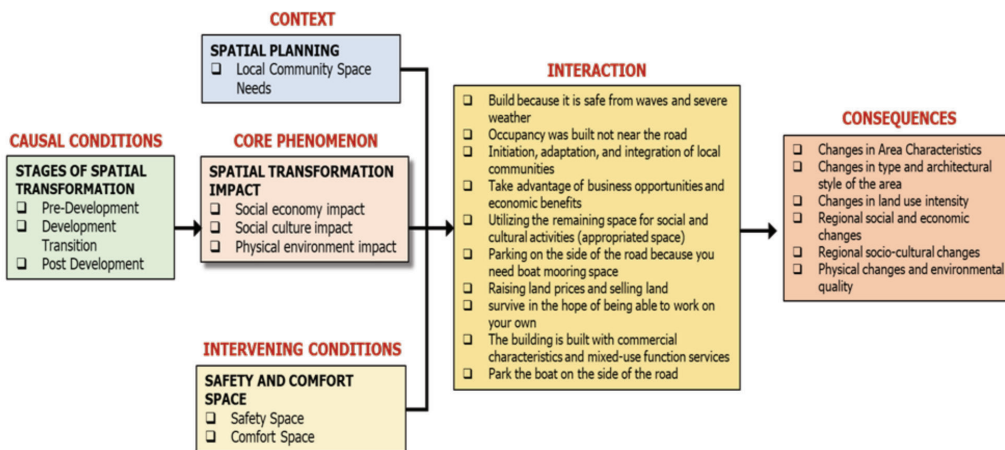 CONTEXT
SPATIAL PLANNING
❑ Local Community Space
Needs
CAUSAL CONDITIONS
STAGES OF SPATIAL
TRANSFORMATION
❑ Pre-Development
❑ Development
Transition
❑ Post Development
CORE PHENOMENON
SPATIAL TRANSFORMATION
IMPACT
❑ Social economy impact
❑ Social culture impact
❑ Physical environment impact
INTERVENING CONDITIONS
SAFETY AND COMFORT
SPACE
❑ Safety Space
❑ Comfort Space
INTERACTION
❑ Build because it is safe from waves and severe
weather
❑ Occupancy was built not near the road
❑ Initiation, adaptation, and integration of local
communities
❑ Take advantage of business opportunities and
economic benefits
❑ Utilizing the remaining space for social and
cultural activities (appropriated space)
❑ Parking on the side of the road because you
need boat mooring space
❑ Raising land prices and selling land
❑ survive in the hope of being able to work on
your own
❑ The building is built with commercial
characteristics and mixed-use function services
❑ Park the boat on the side of the road
CONSEQUENCES
❑ Changes in Area Characteristics
❑ Changes in type and architectural
style of the area
❑ Changes in land use intensity
❑ Regional social and economic
changes
❑ Regional socio-cultural changes
❑ Physical changes and environmental
quality